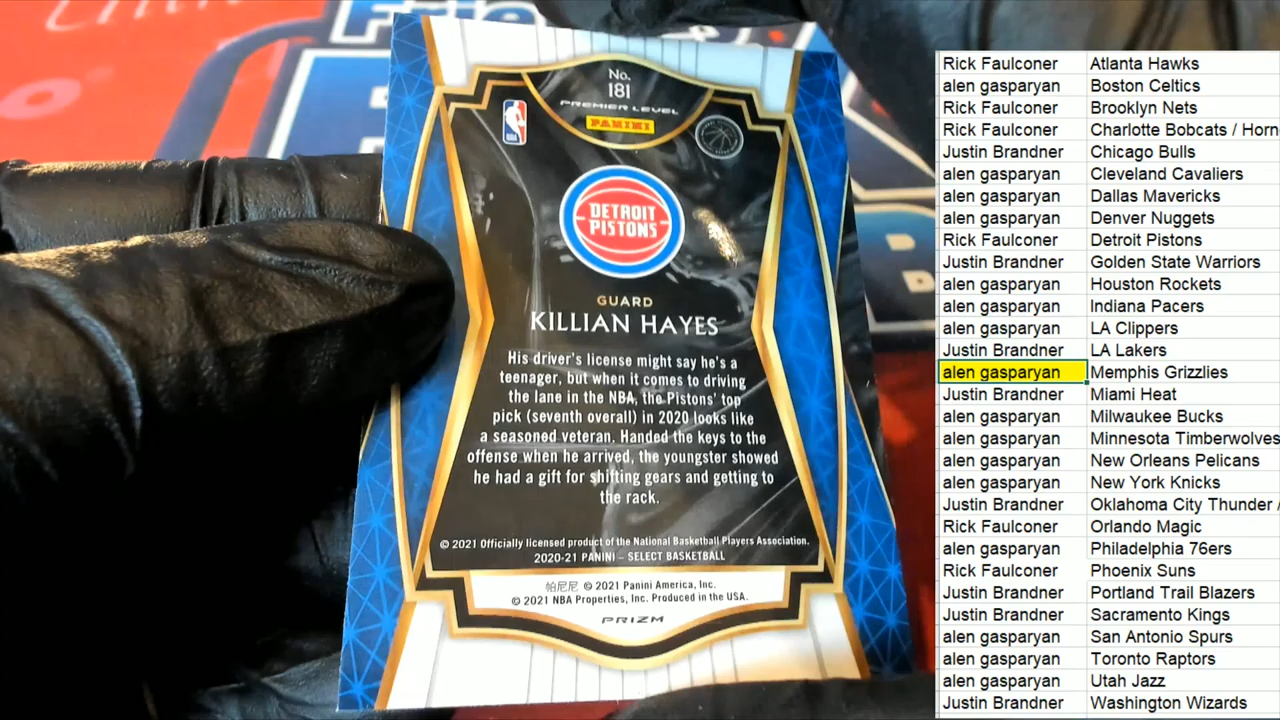 No.
181
PREMIER LEVEL
PANINI
NBA
DETROIT
PISTONS
GUARD
KILLIAN HAYES
His driver's license might say he's a
teenager, but when it comes to driving
the lane in the NBA, the Pistons' top
pick (seventh overall) in 2020 looks like
a seasoned veteran. Handed the keys to the
offense when he arrived, the youngster showed
he had a gift for shifting gears and getting to
the rack.
© 2021 Officially licensed product of the National Basketball Players Association.
2020-21 PANINI – SELECT BASKETBALL
帕尼尼 © 2021 Panini America, Inc.
© 2021 NBA Properties, Inc. Produced in the USA.
PRIZM
Rick Faulconer Atlanta Hawks
alen gasparyan Boston Celtics
Rick Faulconer Brooklyn Nets
Rick Faulconer Charlotte Bobcats / Horn
Justin Brandner Chicago Bulls
alen gasparyan Cleveland Cavaliers
alen gasparyan Dallas Mavericks
alen gasparyan Denver Nuggets
Rick Faulconer Detroit Pistons
Justin Brandner Golden State Warriors
alen gasparyan Houston Rockets
alen gasparyan Indiana Pacers
alen gasparyan LA Clippers
Justin Brandner LA Lakers
alen gasparyan Memphis Grizzlies
Justin Brandner Miami Heat
alen gasparyan Milwaukee Bucks
alen gasparyan Minnesota Timberwolves
alen gasparyan New Orleans Pelicans
alen gasparyan New York Knicks
Justin Brandner Oklahoma City Thunder /
Rick Faulconer Orlando Magic
alen gasparyan Philadelphia 76ers
Rick Faulconer Phoenix Suns
Justin Brandner Portland Trail Blazers
Justin Brandner Sacramento Kings
alen gasparyan San Antonio Spurs
alen gasparyan Toronto Raptors
alen gasparyan Utah Jazz
Justin Brandner Washington Wizards